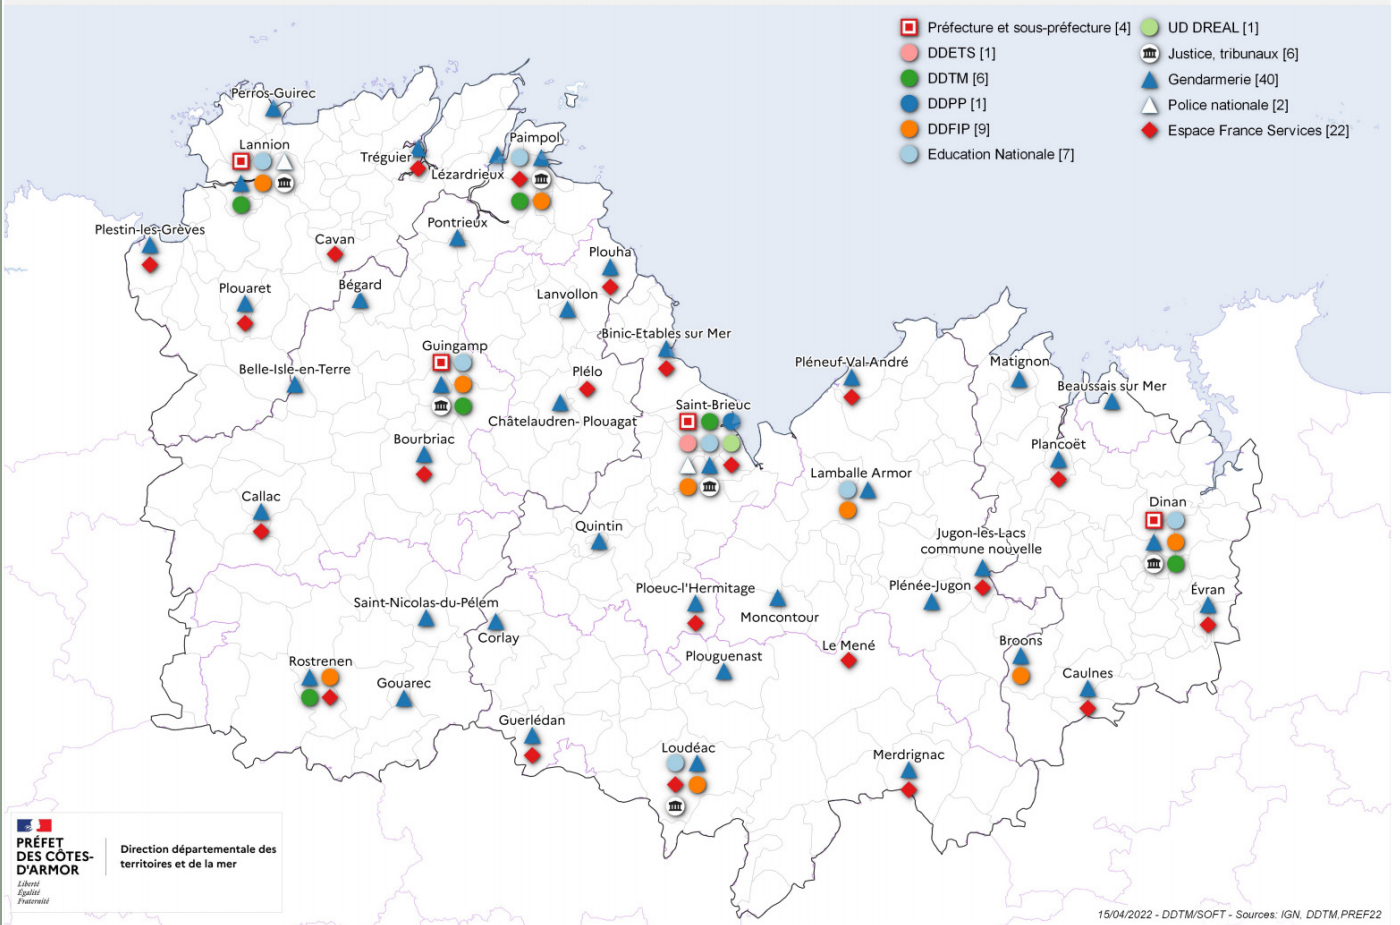 Préfecture et sous-préfecture [4]
DDETS [1]
DDTM [6]
DDPP [1]
DDFIP [9]
Education Nationale [7]
UD DREAL [1]
Justice, tribunaux [6]
Gendarmerie [40]
Police nationale [2]
Espace France Services [22]
Perros-Guirec
Lannion
Paimpol
Tréguier
Lézardrieux
Plestin-les-Grèves
Pontrieux
Cavan
Plouha
Plouaret
Bégard
Lanvollon
Binic-Etables sur Mer
Guingamp
Belle-Isle-en-Terre
Plélo
Pléneuf-Val-André
Matignon
Beaussais sur Mer
Saint-Brieuc
Châtelaudren- Plouagat
Bourbriac
Plancoët
Lamballe Armor
Callac
Dinan
Quintin
Jugon-les-Lacs
commune nouvelle
Plénée-Jugon
Ploeuc-l'Hermitage
Évran
Saint-Nicolas-du-Pélem
Moncontour
Corlay
Le Mené
Broons
Plouguenast
Rostrenen
Gouarec
Caulnes
Guerlédan
Loudéac
Merdrignac
PRÉFET
DES CÔTES-
D'ARMOR
Liberté
Égalité
Fraternité
Direction départementale des
territoires et de la mer
15/04/2022 - DDTM/SOFT - Sources: IGN, DDTM,PREF22